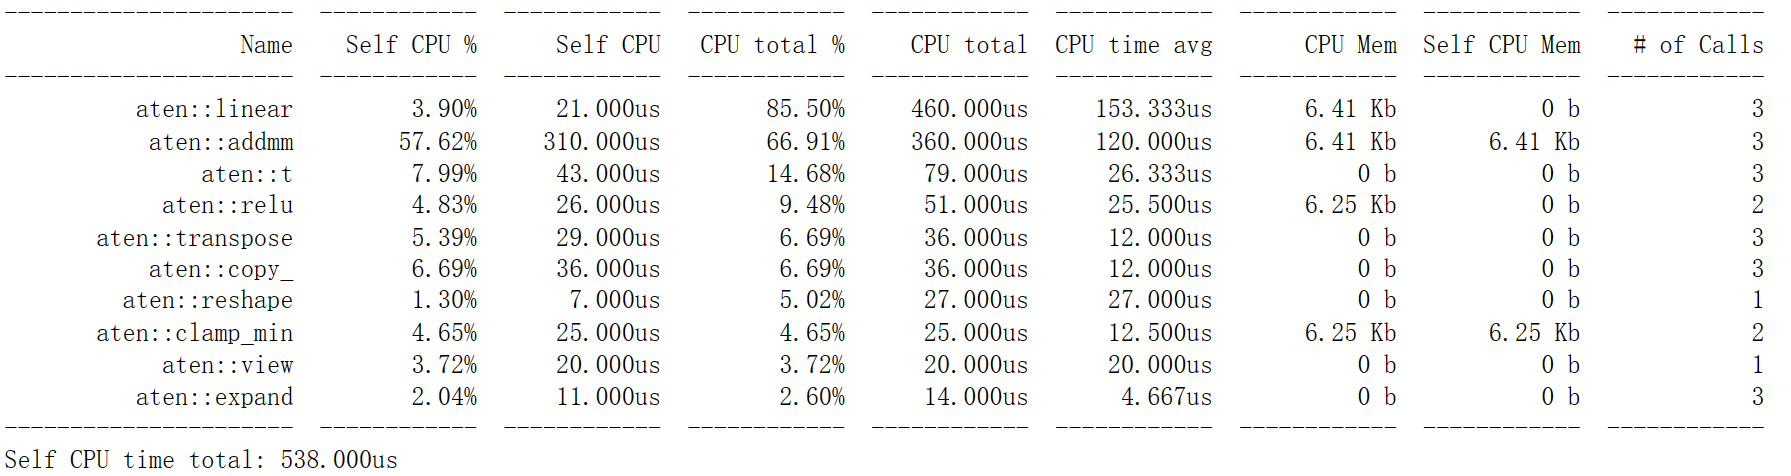 -----------------------  ------------  ------------  ------------  ------------  ------------  ------------  ------------  ------------
                   Name    Self CPU %      Self CPU   CPU total %     CPU total  CPU time avg       CPU Mem  Self CPU Mem    # of Calls
-----------------------  ------------  ------------  ------------  ------------  ------------  ------------  ------------  ------------
           aten::linear         3.90%      21.000us        85.50%     460.000us     153.333us       6.41 Kb           0 b             3
            aten::addmm        57.62%     310.000us        66.91%     360.000us     120.000us       6.41 Kb       6.41 Kb             3
                aten::t         7.99%      43.000us        14.68%      79.000us      26.333us           0 b           0 b             3
             aten::relu         4.83%      26.000us         9.48%      51.000us      25.500us       6.25 Kb           0 b             2
        aten::transpose         5.39%      29.000us         6.69%      36.000us      12.000us           0 b           0 b             3
            aten::copy_         6.69%      36.000us         6.69%      36.000us      12.000us           0 b           0 b             3
          aten::reshape         1.30%       7.000us         5.02%      27.000us      27.000us           0 b           0 b             1
        aten::clamp_min         4.65%      25.000us         4.65%      25.000us      12.500us       6.25 Kb       6.25 Kb             2
             aten::view         3.72%      20.000us         3.72%      20.000us      20.000us           0 b           0 b             1
           aten::expand         2.04%      11.000us         2.60%      14.000us       4.667us           0 b           0 b             3
-----------------------  ------------  ------------  ------------  ------------  ------------  ------------  ------------  ------------
Self CPU time total: 538.000us